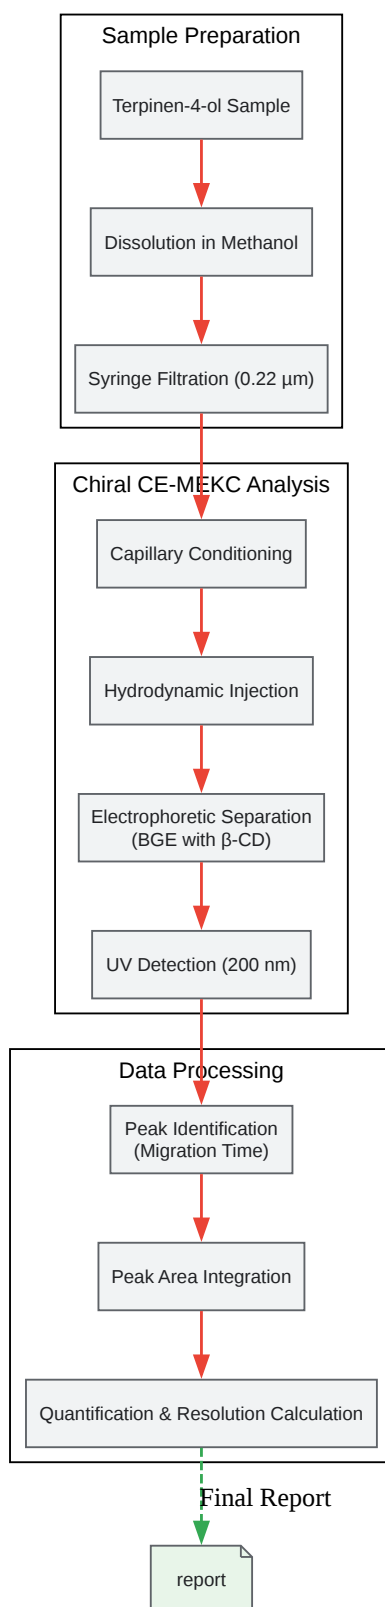 Sample Preparation
Terpinen-4-ol Sample
Dissolution in Methanol
Syringe Filtration (0.22 µm)
Chiral CE-MEKC Analysis
Capillary Conditioning
Hydrodynamic Injection
Electrophoretic Separation
(BGE with β-CD)
UV Detection (200 nm)
Data Processing
Peak Identification
(Migration Time)
Peak Area Integration
Quantification & Resolution Calculation
Final Report
report